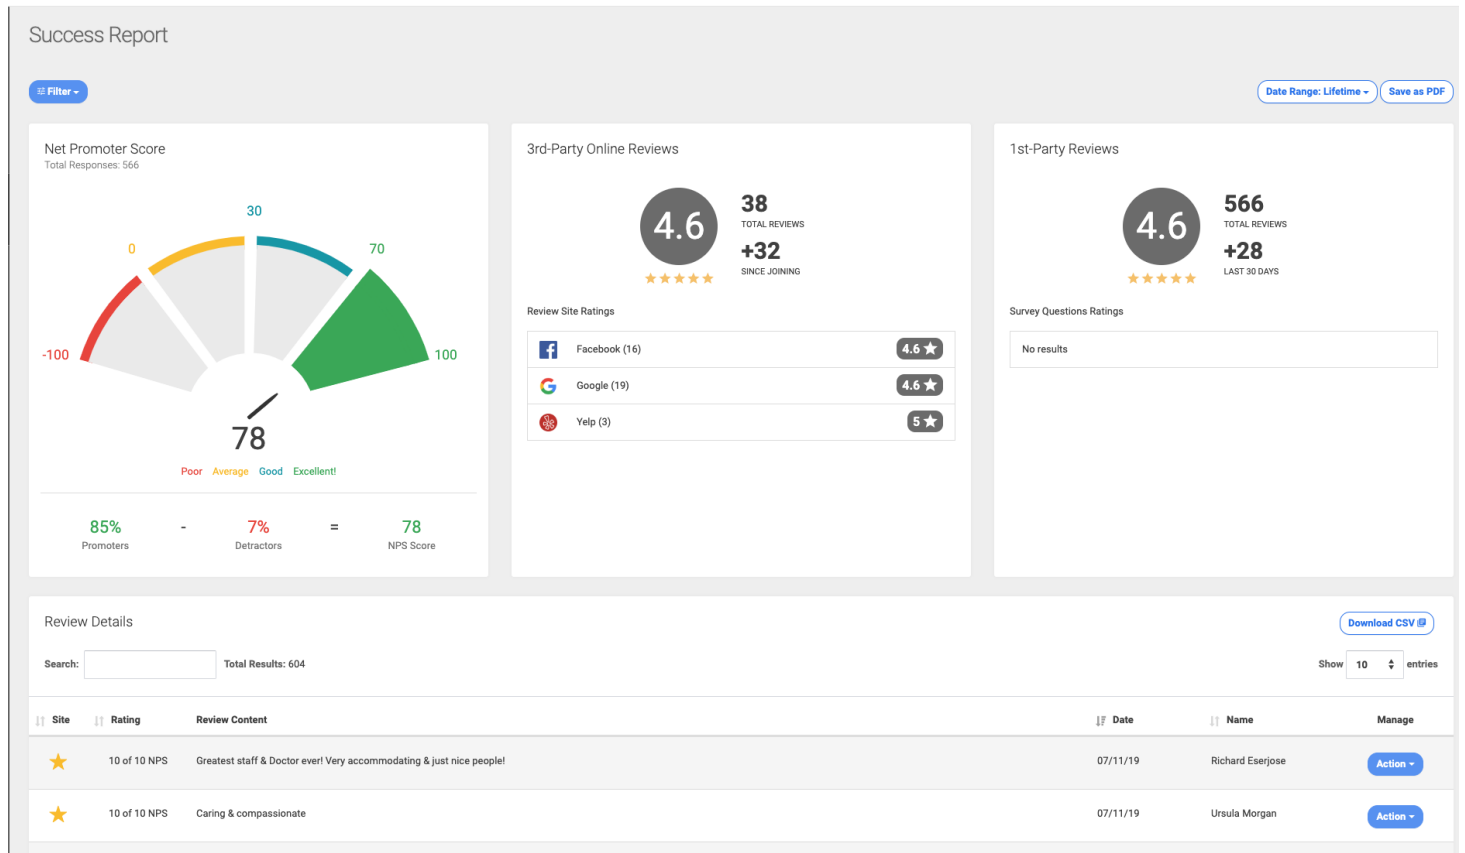 Success Report
Filter
Date Range: Lifetime
Save as PDF
Net Promoter Score
Total Responses: 566
30
0
70
-100
100
78
Poor Average Good Excellent!
85% - 7% = 78
Promoters Detractors NPS Score
3rd-Party Online Reviews
4.6
38
TOTAL REVIEWS
+32
SINCE JOINING
Review Site Ratings
Facebook (16) 4.6
Google (19) 4.6
Yelp (3) 5
1st-Party Reviews
4.6
566
TOTAL REVIEWS
+28
LAST 30 DAYS
Survey Questions Ratings
No results
Review Details
Download CSV
Search: Total Results: 604
Show 10 entries
Site Rating Review Content Date Name Manage
10 of 10 NPS Greatest staff & Doctor ever! Very accommodating & just nice people! 07/11/19 Richard Eserjose Action
10 of 10 NPS Caring & compassionate 07/11/19 Ursula Morgan Action